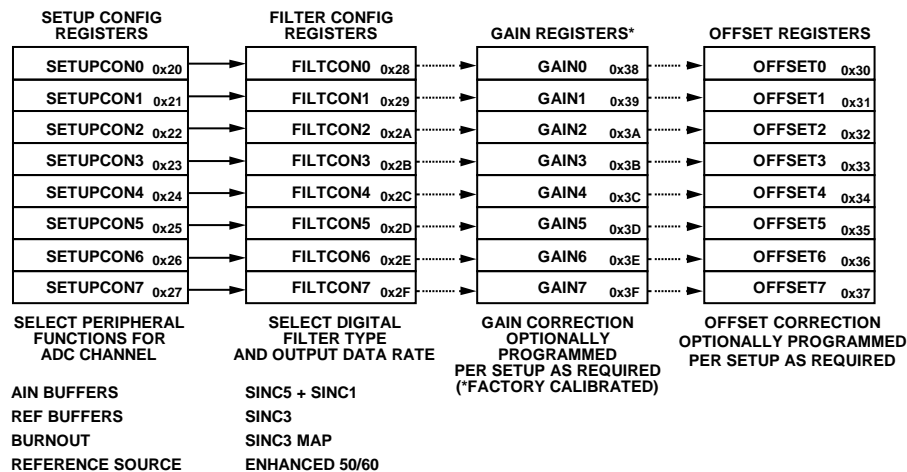 SETUP CONFIG
REGISTERS
FILTER CONFIG
REGISTERS
GAIN REGISTERS*
OFFSET REGISTERS
SETUPCON0 0x20
FILTCON0 0x28
GAIN0 0x38
OFFSET0 0x30
SETUPCON1 0x21
FILTCON1 0x29
GAIN1 0x39
OFFSET1 0x31
SETUPCON2 0x22
FILTCON2 0x2A
GAIN2 0x3A
OFFSET2 0x32
SETUPCON3 0x23
FILTCON3 0x2B
GAIN3 0x3B
OFFSET3 0x33
SETUPCON4 0x24
FILTCON4 0x2C
GAIN4 0x3C
OFFSET4 0x34
SETUPCON5 0x25
FILTCON5 0x2D
GAIN5 0x3D
OFFSET5 0x35
SETUPCON6 0x26
FILTCON6 0x2E
GAIN6 0x3E
OFFSET6 0x36
SETUPCON7 0x27
FILTCON7 0x2F
GAIN7 0x3F
OFFSET7 0x37
SELECT PERIPHERAL
FUNCTIONS FOR
ADC CHANNEL
SELECT DIGITAL
FILTER TYPE
AND OUTPUT DATA RATE
GAIN CORRECTION
OPTIONALLY
PROGRAMMED
PER SETUP AS REQUIRED
(*FACTORY CALIBRATED)
OFFSET CORRECTION
OPTIONALLY PROGRAMMED
PER SETUP AS REQUIRED
AIN BUFFERS
REF BUFFERS
BURNOUT
REFERENCE SOURCE
SINC5 + SINC1
SINC3
SINC3 MAP
ENHANCED 50/60